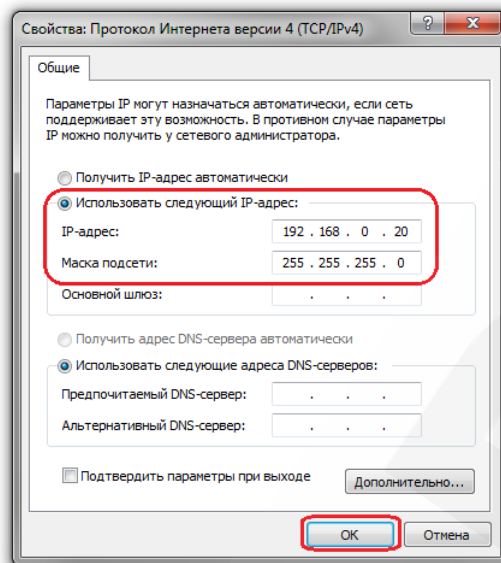 Свойства: Протокол Интернета версии 4 (TCP/IPv4)
Общие
Параметры IP могут назначаться автоматически, если сеть
поддерживает эту возможность. В противном случае параметры
IP можно получить у сетевого администратора.
Получить IP-адрес автоматически
Использовать следующий IP-адрес:
IP-адрес: 192 . 168 . 0 . 20
Маска подсети: 255 . 255 . 255 . 0
Основной шлюз: . . .
Получить адрес DNS-сервера автоматически
Использовать следующие адреса DNS-серверов:
Предпочитаемый DNS-сервер: . . .
Альтернативный DNS-сервер: . . .
Подтвердить параметры при выходе
Дополнительно...
ОК Отмена